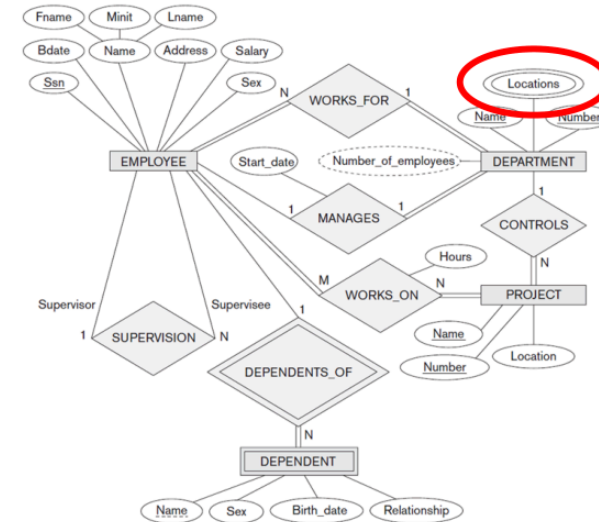 Fname Minit Lname
Bdate Name Address Salary
Ssn Sex
Locations
N 1
WORKS_FOR
Name Number
EMPLOYEE
Start_date
Number_of_employees
DEPARTMENT
1 1
MANAGES
1
CONTROLS
Hours
M N
WORKS_ON
N
PROJECT
Supervisor Supervisee
1 N
SUPERVISION
1
Name
Number
Location
DEPENDENTS_OF
N
DEPENDENT
Name Sex Birth_date Relationship